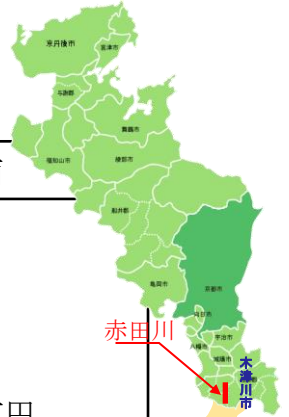 京丹後市
宮津市
与謝郡
舞鶴市
福知山市
綾部市
船井郡
京都市
亀岡市
向日市
赤田川
宇治市
八幡市
城陽市
木津川市
田